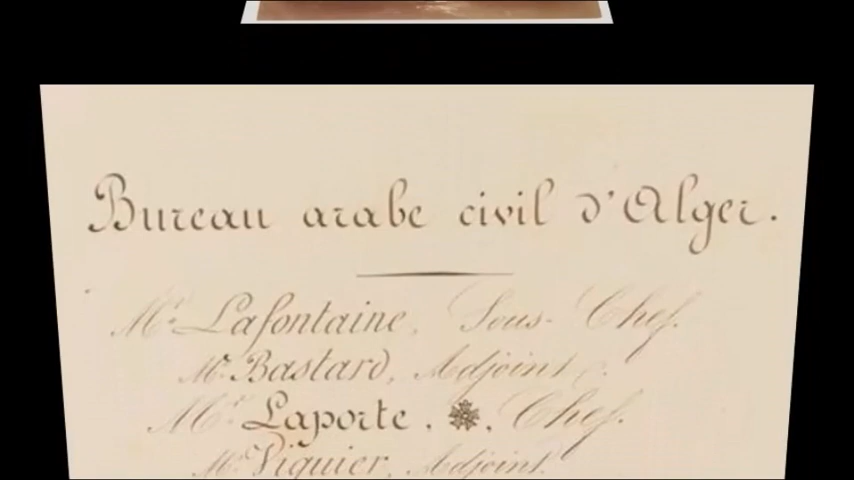 Bureau arabe civil d'Alger.
Mr. Lafontaine, Sous-Chef.
Mr. Bastard, Adjoint.
Mr. Laporte, ✻, Chef.
Mr. Viguier, Adjoint.